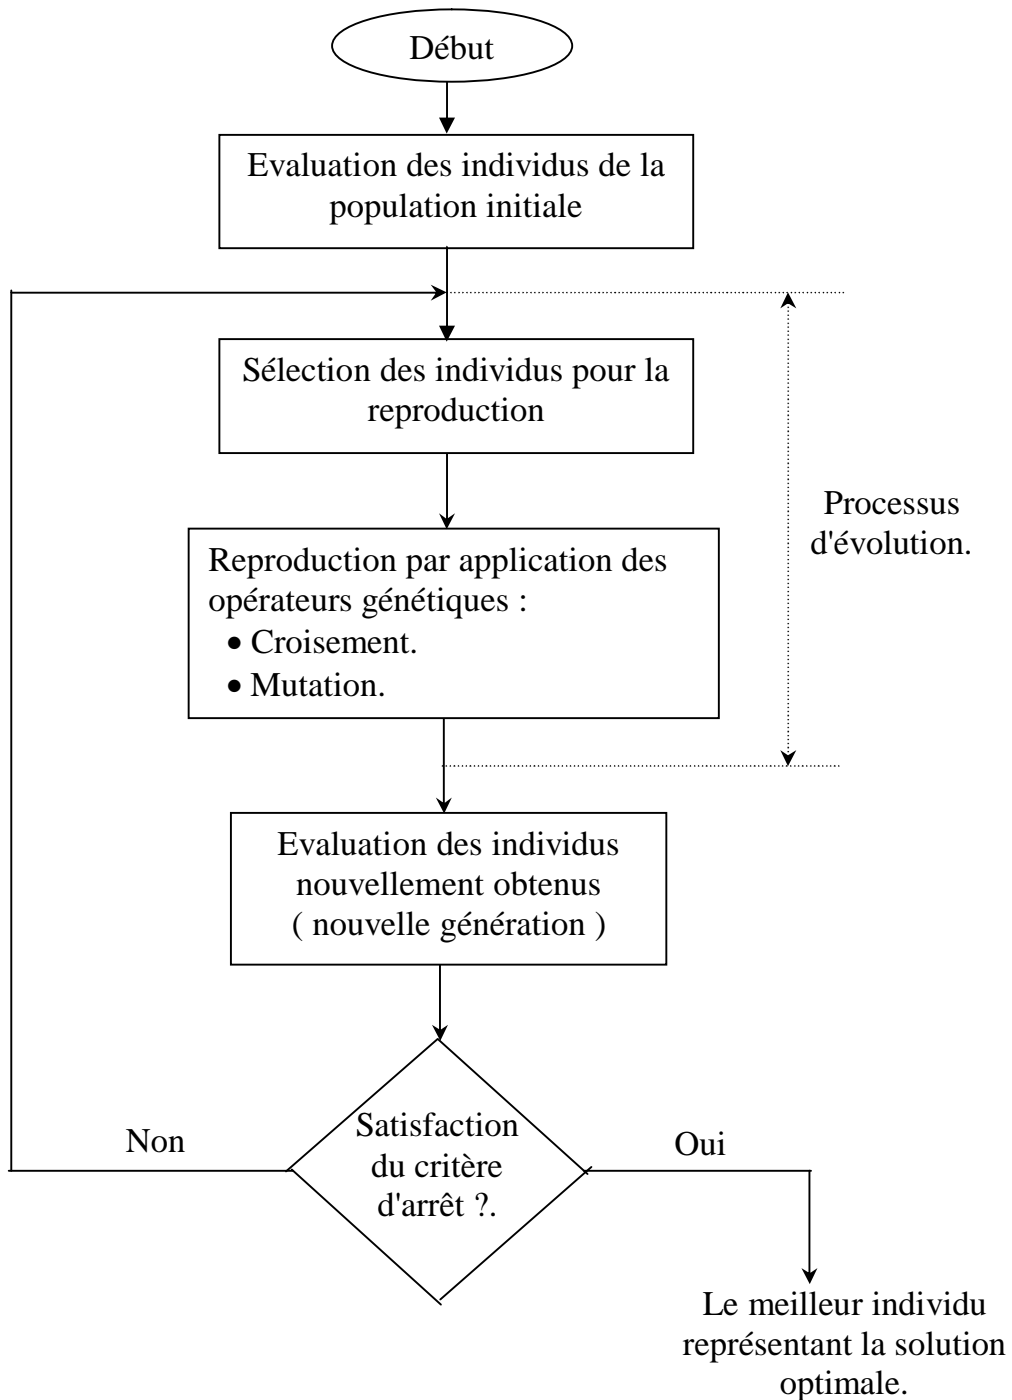 Début
Evaluation des individus de la
population initiale
Sélection des individus pour la
reproduction
Processus
d'évolution.
Reproduction par application des
opérateurs génétiques :
• Croisement.
• Mutation.
Evaluation des individus
nouvellement obtenus
( nouvelle génération )
Non
Satisfaction
du critère
d'arrêt ?.
Oui
Le meilleur individu
représentant la solution
optimale.